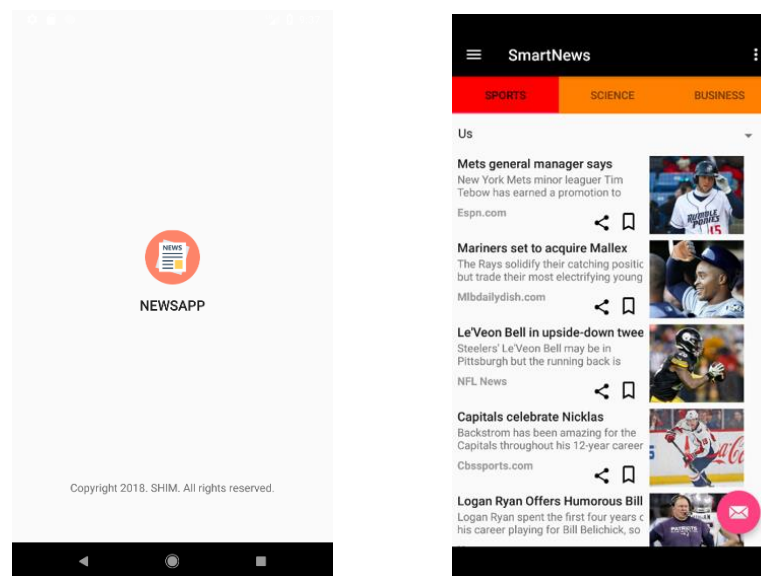 NEWS
NEWSAPP
Copyright 2018. SHIM. All rights reserved.
SmartNews
SPORTS
SCIENCE
BUSINESS
Us
Mets general manager says
New York Mets minor leaguer Tim
Tebow has earned a promotion to
Espn.com
RUMBLE
PONIES
15
Mariners set to acquire Mallex
The Rays solidify their catching positic
but trade their most electrifying young
Mlbdailydish.com
Le'Veon Bell in upside-down twee
Steelers' Le'Veon Bell may be in
Pittsburgh but the running back is
NFL News
Capitals celebrate Nicklas
Backstrom has been amazing for the
Capitals throughout his 12-year career
Cbssports.com
Logan Ryan Offers Humorous Bill
Logan Ryan spent the first four years c
his career playing for Bill Belichick, so
PATRIOTS